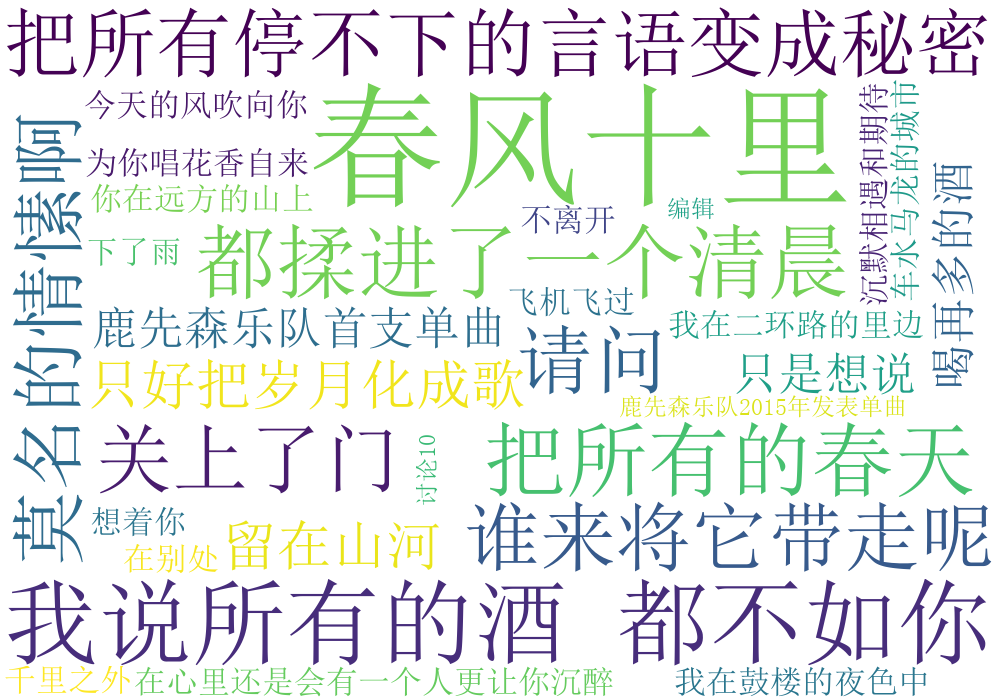 把所有停不下的言语变成秘密
今天的风吹向你
春风十里
沉默相遇和期待
车水马龙的城市
莫名的情愫啊
为你唱花香自来
你在远方的山上
喝再多的酒
不离开
编辑
下了雨
都揉进了一个清晨
飞机飞过
鹿先森乐队首支单曲
请问
我在二环路的里边
只好把岁月化成歌
只是想说
鹿先森乐队2015年发表单曲
关上了门
讨论10
把所有的春天
想着你
谁来将它带走呢
在别处
留在山河
我说所有的酒
都不如你
千里之外
在心里还是会有一个人更让你沉醉
我在鼓楼的夜色中